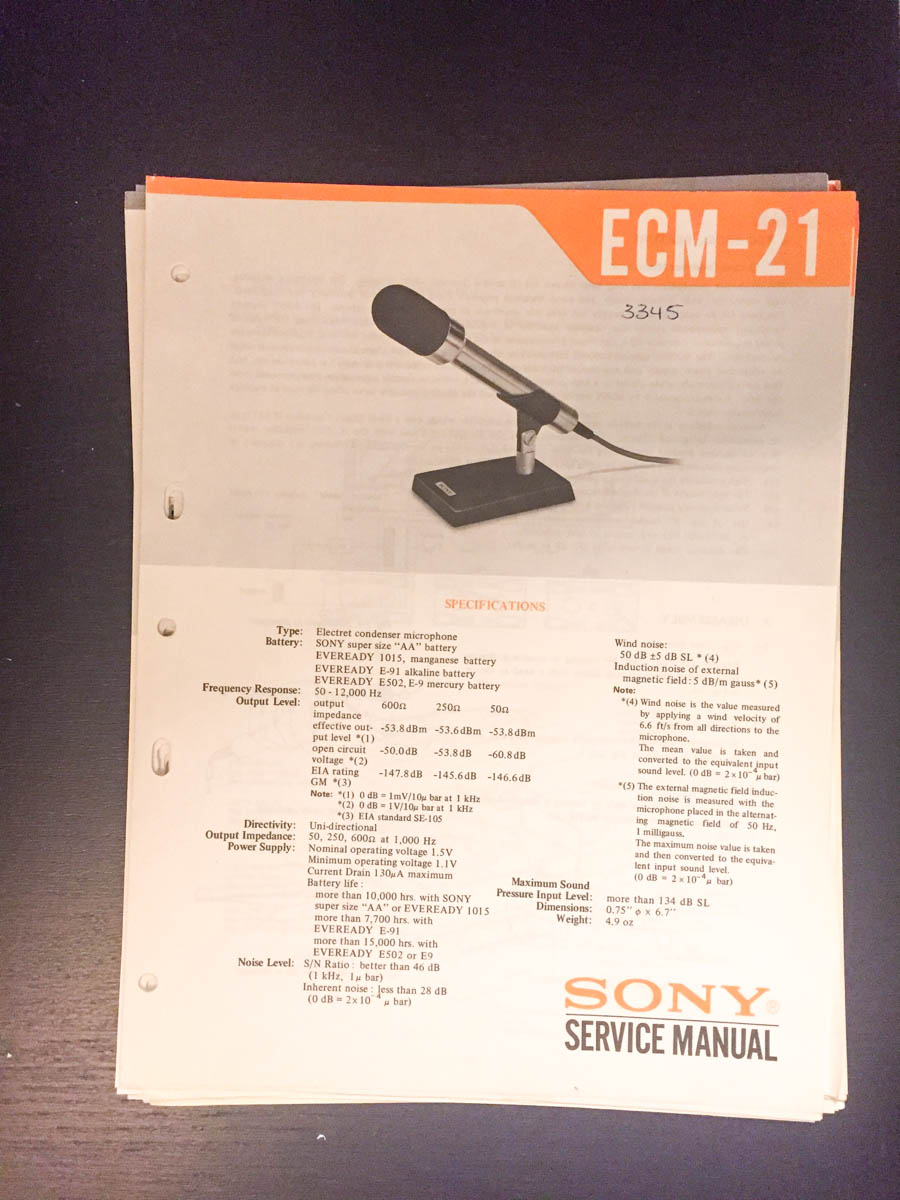 ECM-21
3345
SPECIFICATIONS
Type: Electret condenser microphone
Battery: SONY super size “AA” battery
EVEREADY 1015, manganese battery
EVEREADY E-91 alkaline battery
EVEREADY E502, E-9 mercury battery
Frequency Response: 50 - 12,000 Hz
Output Level: output 600Ω 250Ω 50Ω
impedance
effective out- -53.8dBm -53.6dBm -53.8dBm
put level *(1)
open circuit -50.0dB -53.8dB -60.8dB
voltage *(2)
EIA rating -147.8dB -145.6dB -146.6dB
GM *(3)
Note: *(1) 0 dB = 1mV/10μ bar at 1 kHz
*(2) 0 dB = 1V/10μ bar at 1 kHz
*(3) EIA standard SE-105
Directivity: Uni-directional
Output Impedance: 50, 250, 600Ω at 1,000 Hz
Power Supply: Nominal operating voltage 1.5V
Minimum operating voltage 1.1V
Current Drain 130μA maximum
Battery life :
more than 10,000 hrs. with SONY
super size “AA” or EVEREADY 1015
more than 7,700 hrs. with
EVEREADY E-91
more than 15,000 hrs. with
EVEREADY E502 or E9
Noise Level: S/N Ratio : better than 46 dB
(1 kHz, 1μ bar)
Inherent noise : less than 28 dB
(0 dB = 2×10⁻⁴ μ bar)
Wind noise:
50 dB ±5 dB SL * (4)
Induction noise of external
magnetic field : 5 dB/m gauss* (5)
Note:
*(4) Wind noise is the value measured
by applying a wind velocity of
6.6 ft/s from all directions to the
microphone.
The mean value is taken and
converted to the equivalent input
sound level. (0 dB = 2×10⁻⁴μ bar)
*(5) The external magnetic field induc-
tion noise is measured with the
microphone placed in the alternat-
ing magnetic field of 50 Hz,
1 milligauss.
The maximum noise value is taken
and then converted to the equiva-
lent input sound level.
(0 dB = 2×10⁻⁴μ bar)
Maximum Sound
Pressure Input Level: more than 134 dB SL
Dimensions: 0.75″ φ × 6.7″
Weight: 4.9 oz
SONY®
SERVICE MANUAL